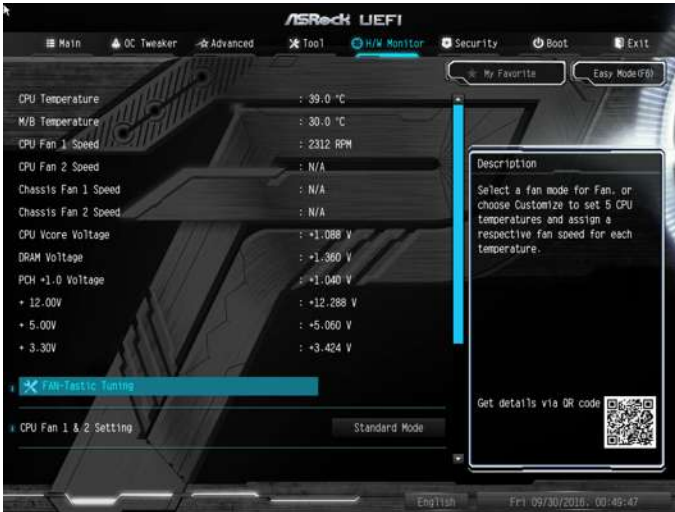 ASRock UEFI
Main OC Tweaker Advanced Tool H/W Monitor Security Boot Exit
My Favorite Easy Mode(F6)
CPU Temperature : 39.0 °C
M/B Temperature : 30.0 °C
CPU Fan 1 Speed : 2312 RPM
CPU Fan 2 Speed : N/A
Chassis Fan 1 Speed : N/A
Chassis Fan 2 Speed : N/A
CPU Vcore Voltage : +1.088 V
DRAM Voltage : +1.360 V
PCH +1.0 Voltage : +1.040 V
+ 12.00V : +12.288 V
+ 5.00V : +5.060 V
+ 3.30V : +3.424 V
FAN-Tastic Tuning
CPU Fan 1 & 2 Setting Standard Mode
Description
Select a fan mode for Fan, or
choose Customize to set 5 CPU
temperatures and assign a
respective fan speed for each
temperature.
Get details via QR code
English Fri 09/30/2016, 00:49:47